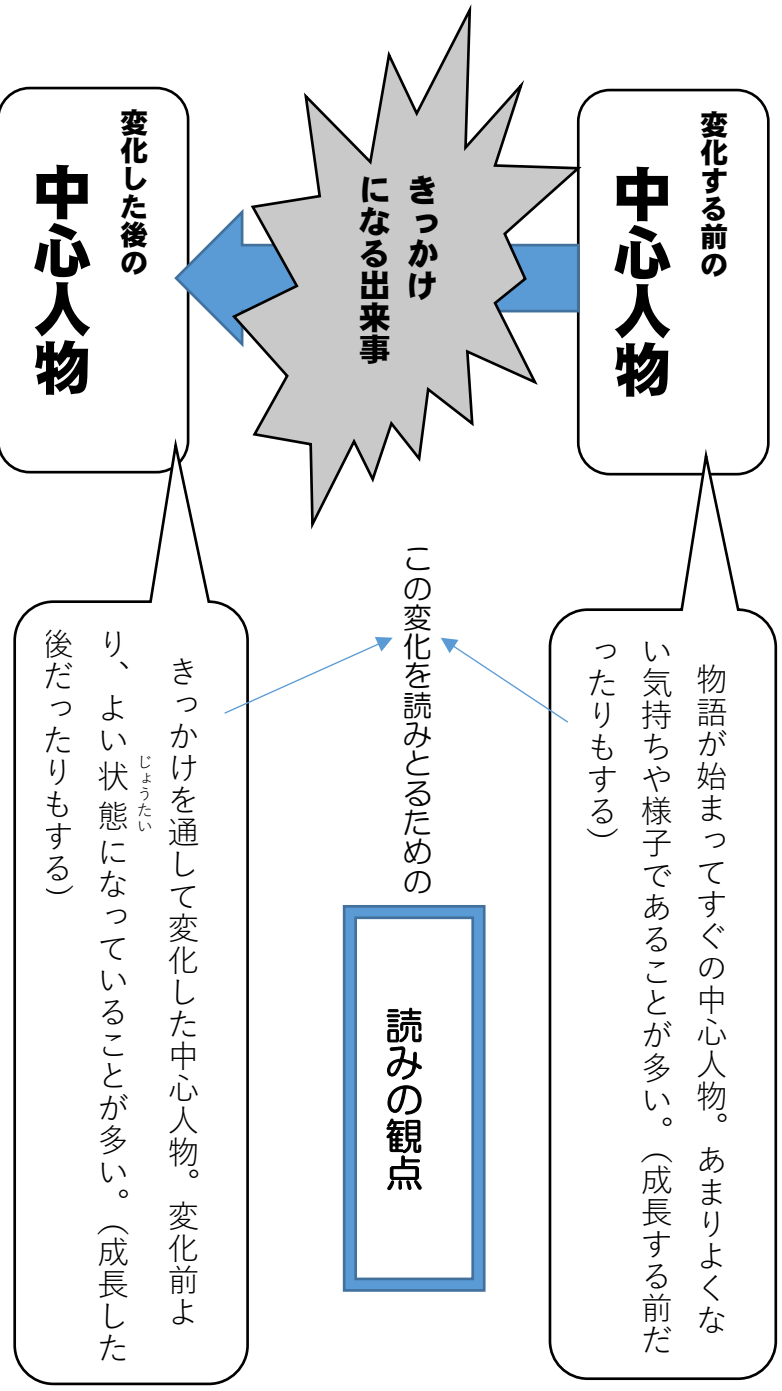 変化する前の
中心人物
物語が始まってすぐの中心人物。あまりよくな
い気持ちや様子であることが多い。（成長する前だ
ったりもする）
きっかけ
になる出来事
この変化を読みとるための
読みの観点
変化した後の
中心人物
きっかけを通して変化した中心人物。変化前よ
り、よい状態になっていることが多い。（成長した
じょうたい
後だったりもする）